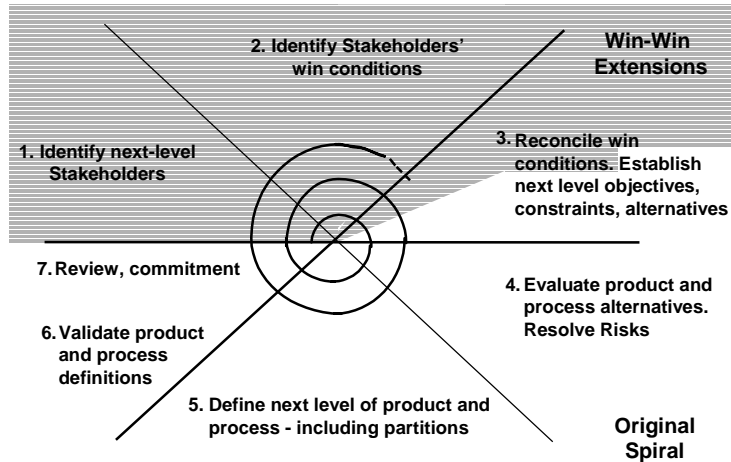 2. Identify Stakeholders'
win conditions
Win-Win
Extensions
1. Identify next-level
Stakeholders
3. Reconcile win
conditions. Establish
next level objectives,
constraints, alternatives
7. Review, commitment
4. Evaluate product and
process alternatives.
Resolve Risks
6. Validate product
and process
definitions
5. Define next level of product and
process - including partitions
Original
Spiral